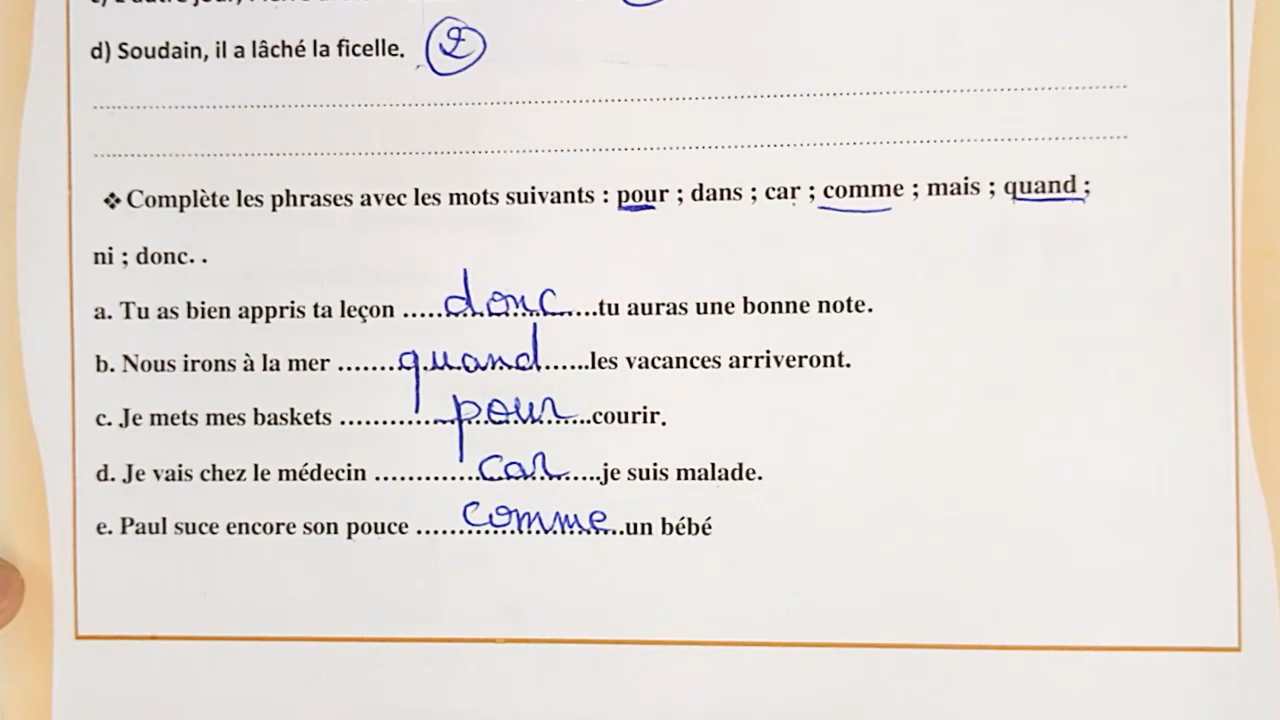 d) Soudain, il a lâché la ficelle. 2
❖ Complète les phrases avec les mots suivants : pour ; dans ; car ; comme ; mais ; quand ;
ni ; donc. .
a. Tu as bien appris ta leçon .....donc.....tu auras une bonne note.
b. Nous irons à la mer .......quand......les vacances arriveront.
c. Je mets mes baskets ...........pour.....courir.
d. Je vais chez le médecin ............car.....je suis malade.
e. Paul suce encore son pouce ......comme..un bébé